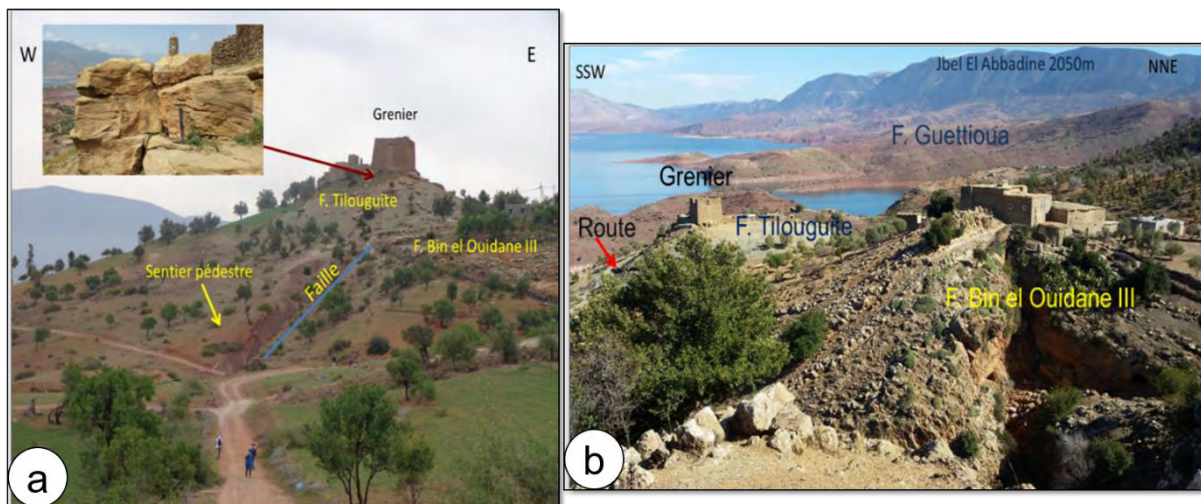 W
E
Grenier
F. Tilouguite
F. Bin el Ouidane III
Sentier pédestre
Faille
a
SSW
Jbel El Abbadine 2050m
NNE
F. Guettioua
Grenier
Route
F. Tilouguite
F. Bin el Ouidane III
b